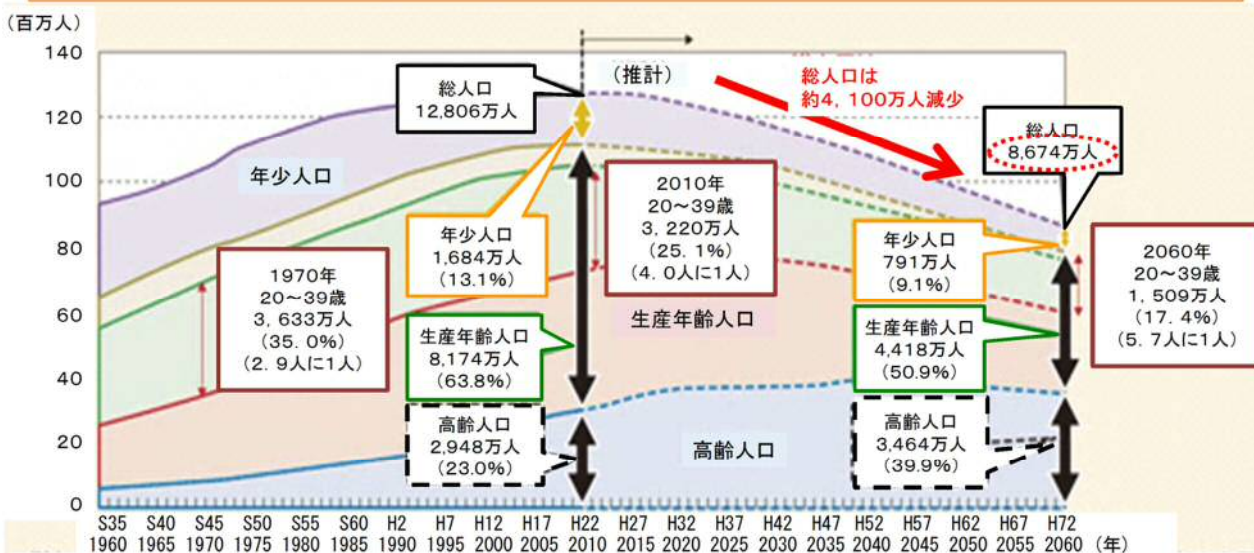 (百万人)
140
120
100
80
60
40
20
0
(推計)
総人口は
約4,100万人減少
総人口
12,806万人
総人口
8,674万人
年少人口
1970年
20~39歳
3,633万人
(35.0%)
(2.9人に1人)
年少人口
1,684万人
(13.1%)
2010年
20~39歳
3,220万人
(25.1%)
(4.0人に1人)
年少人口
791万人
(9.1%)
2060年
20~39歳
1,509万人
(17.4%)
(5.7人に1人)
生産年齢人口
生産年齢人口
8,174万人
(63.8%)
生産年齢人口
4,418万人
(50.9%)
高齢人口
2,948万人
(23.0%)
高齢人口
高齢人口
3,464万人
(39.9%)
S35 S40 S45 S50 S55 S60 H2 H7 H12 H17 H22 H27 H32 H37 H42 H47 H52 H57 H62 H67 H72
1960 1965 1970 1975 1980 1985 1990 1995 2000 2005 2010 2015 2020 2025 2030 2035 2040 2045 2050 2055 2060 (年)